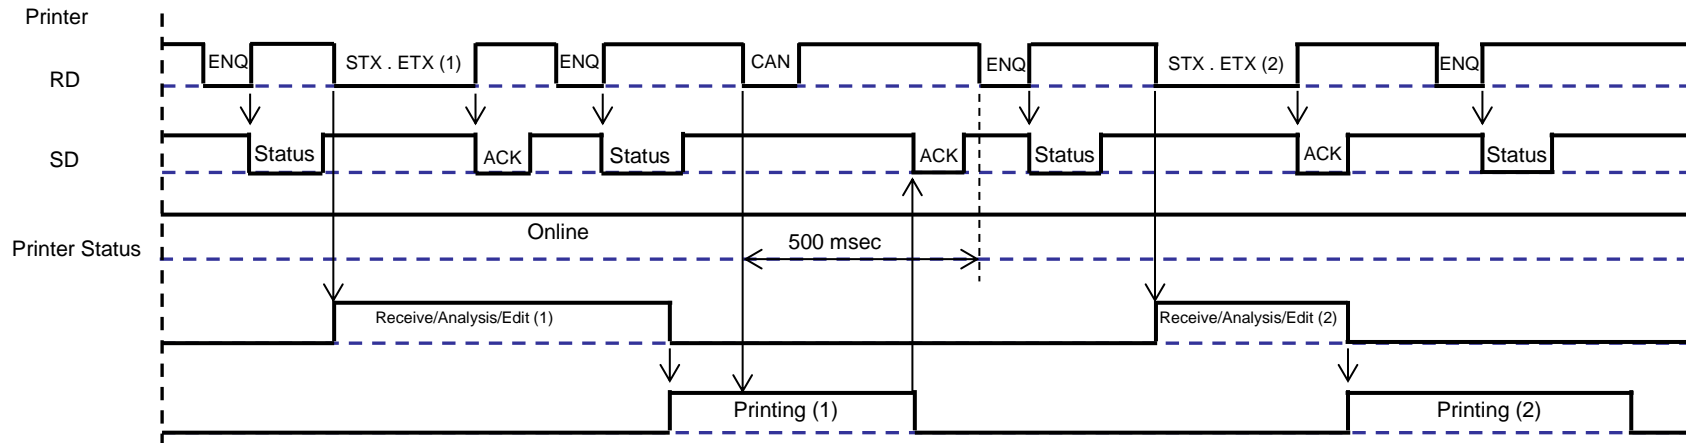 Printer
RD
ENQ
STX . ETX (1)
ENQ
CAN
ENQ
STX . ETX (2)
ENQ
SD
Status
ACK
Status
ACK
Status
ACK
Status
Online
Printer Status
500 msec
Receive/Analysis/Edit (1)
Receive/Analysis/Edit (2)
Printing (1)
Printing (2)